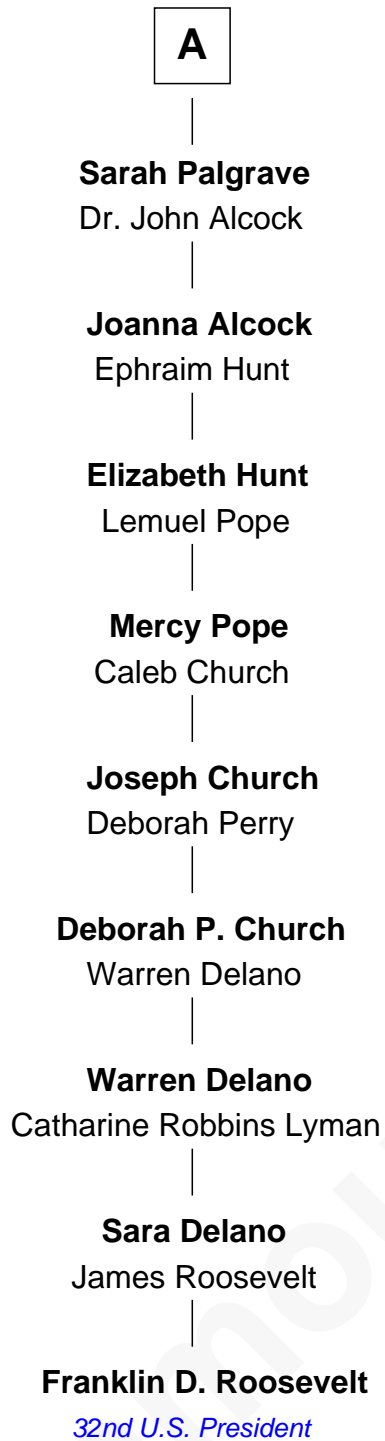 A
Sarah Palgrave
Dr. John Alcock
Joanna Alcock
Ephraim Hunt
Elizabeth Hunt
Lemuel Pope
Mercy Pope
Caleb Church
Joseph Church
Deborah Perry
Deborah P. Church
Warren Delano
Warren Delano
Catharine Robbins Lyman
Sara Delano
James Roosevelt
Franklin D. Roosevelt
32nd U.S. President